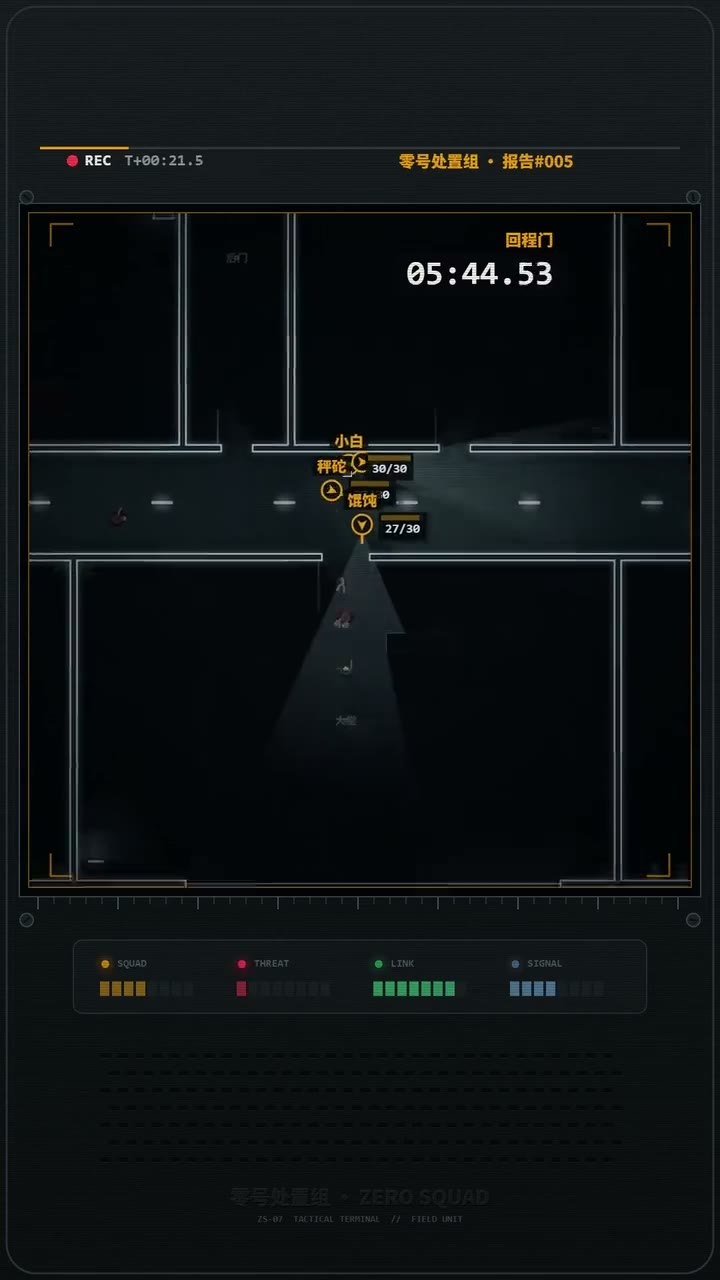 REC T+00:21.5
零号处置组 • 报告#005
回程门
05:44.53
小白
30/30
秤砣
馄饨
27/30
SQUAD
THREAT
LINK
SIGNAL
零号处置组 • ZERO SQUAD
ZS-07 TACTICAL TERMINAL // FIELD UNIT